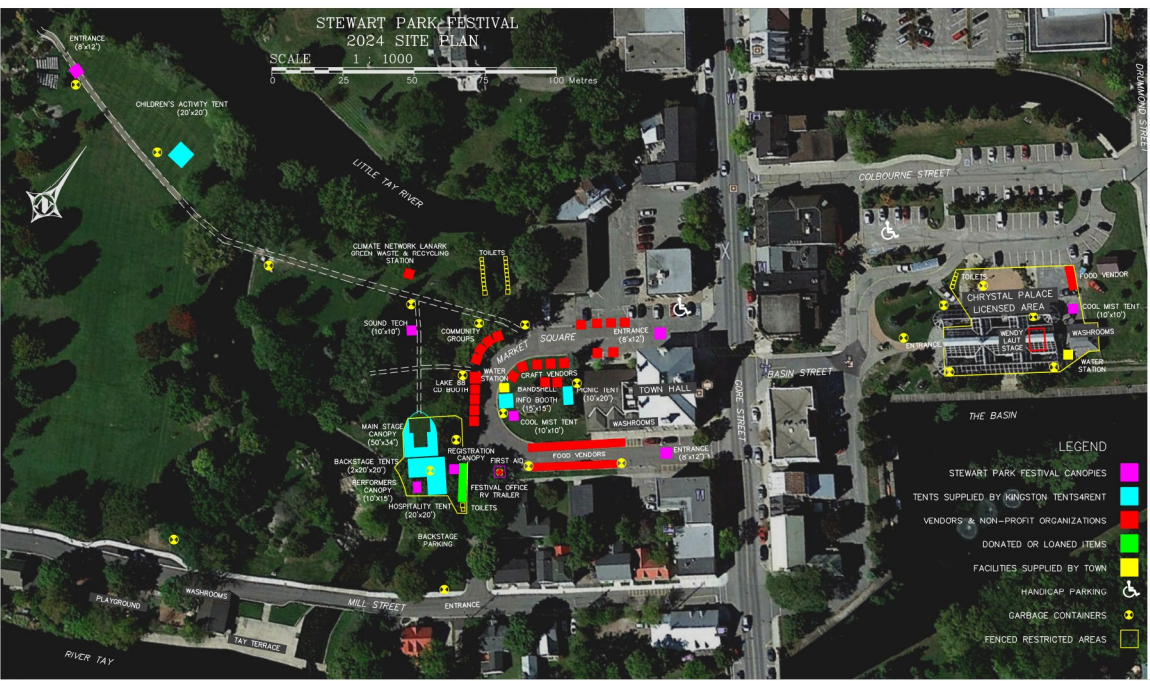 STEWART PARK FESTIVAL
2024 SITE PLAN
SCALE 1 : 1000
0 25 50 75 100 Metres
ENTRANCE
(8'x12')
CHILDREN'S ACTIVITY TENT
(20'x20')
LITTLE TAY RIVER
DRUMMOND STREET
COLBOURNE STREET
CLIMATE NETWORK LANARK
GREEN WASTE & RECYCLING
STATION
TOILETS
SOUND TECH
(10'x10')
COMMUNITY
GROUPS
MARKET SQUARE
ENTRANCE
(8'x12')
TOILETS
FOOD VENDOR
CHRYSTAL PALACE
LICENSED AREA
COOL MIST TENT
(10'x10')
WENDY
LAUT
STAGE
WASHROOMS
ENTRANCE
WATER
STATION
BASIN STREET
GORE STREET
THE BASIN
LAKE 88
CD BOOTH
WATER
STATION
CRAFT VENDORS
BANDSHELL
INFO BOOTH
(15'x15')
PICNIC TENT
(10'x20')
TOWN HALL
COOL MIST TENT
(10'x10')
WASHROOMS
MAIN STAGE
CANOPY
(50'x34')
REGISTRATION
CANOPY
FIRST AID
FOOD VENDORS
ENTRANCE
(8'x12')
BACKSTAGE TENTS
(2x20'x20')
PERFORMERS
CANOPY
(10'X15')
FESTIVAL OFFICE
RV TRAILER
HOSPITALITY TENT
(20'x20')
TOILETS
BACKSTAGE
PARKING
WASHROOMS
PLAYGROUND
MILL STREET
ENTRANCE
TAY TERRACE
RIVER TAY
LEGEND
STEWART PARK FESTIVAL CANOPIES
TENTS SUPPLIED BY KINGSTON TENTS4RENT
VENDORS & NON-PROFIT ORGANIZATIONS
DONATED OR LOANED ITEMS
FACILITIES SUPPLIED BY TOWN
HANDICAP PARKING
GARBAGE CONTAINERS
FENCED RESTRICTED AREAS